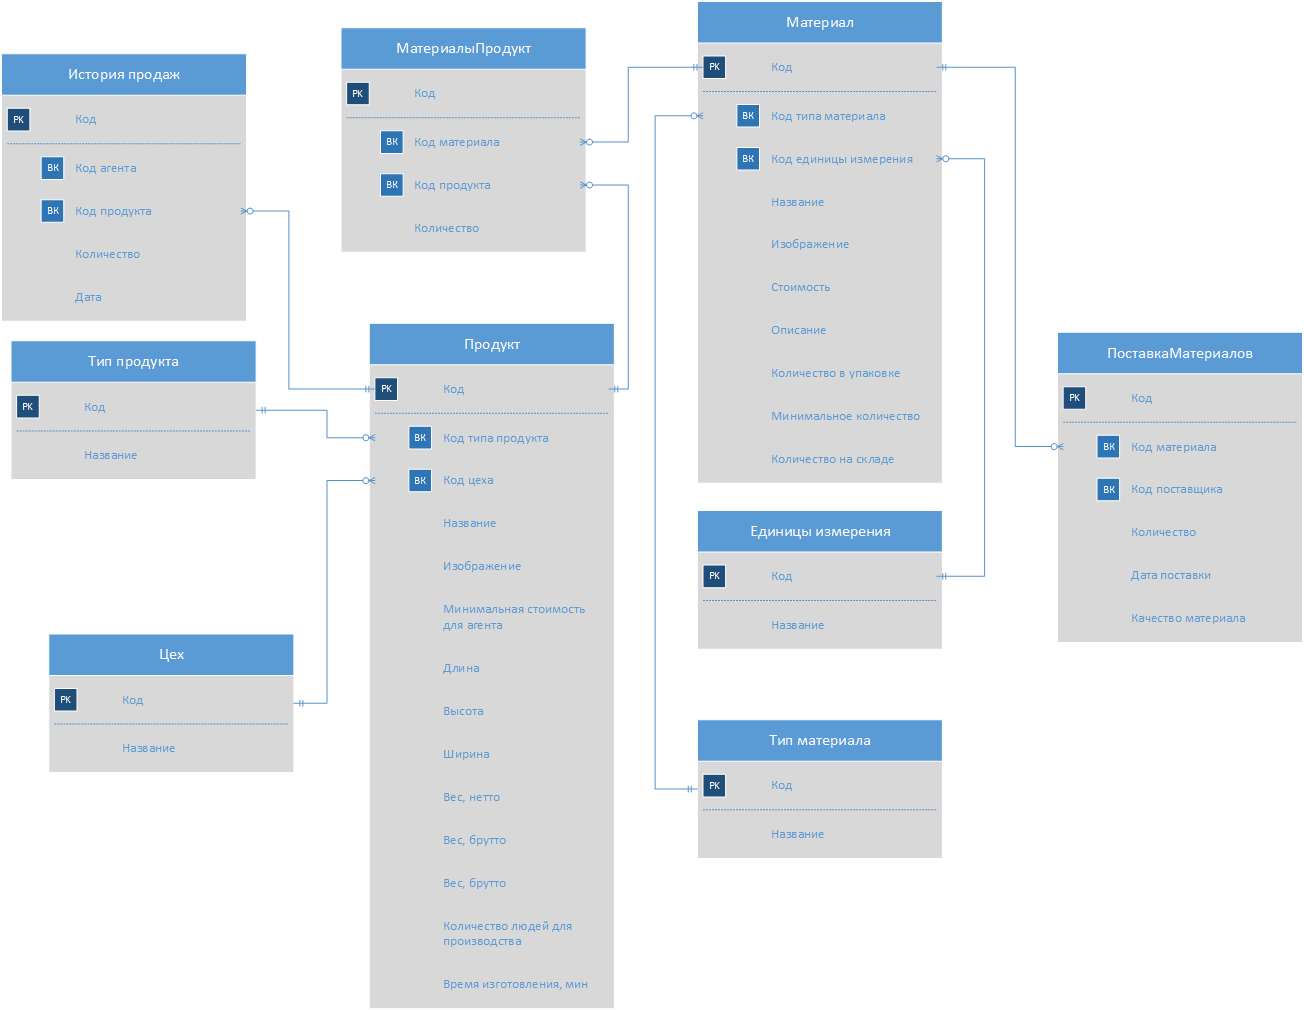 История продаж
PK
Код
ВК
Код агента
ВК
Код продукта
Количество
Дата
МатериалыПродукт
PK
Код
ВК
Код материала
ВК
Код продукта
Количество
Материал
PK
Код
ВК
Код типа материала
ВК
Код единицы измерения
Название
Изображение
Стоимость
Описание
Количество в упаковке
Минимальное количество
Количество на складе
Тип продукта
PK
Код
Название
Продукт
PK
Код
ВК
Код типа продукта
ВК
Код цеха
Название
Изображение
Минимальная стоимость
для агента
Длина
Высота
Ширина
Вес, нетто
Вес, брутто
Вес, брутто
Количество людей для
производства
Время изготовления, мин
ПоставкаМатериалов
PK
Код
ВК
Код материала
ВК
Код поставщика
Количество
Дата поставки
Качество материала
Единицы измерения
PK
Код
Название
Цех
PK
Код
Название
Тип материала
PK
Код
Название